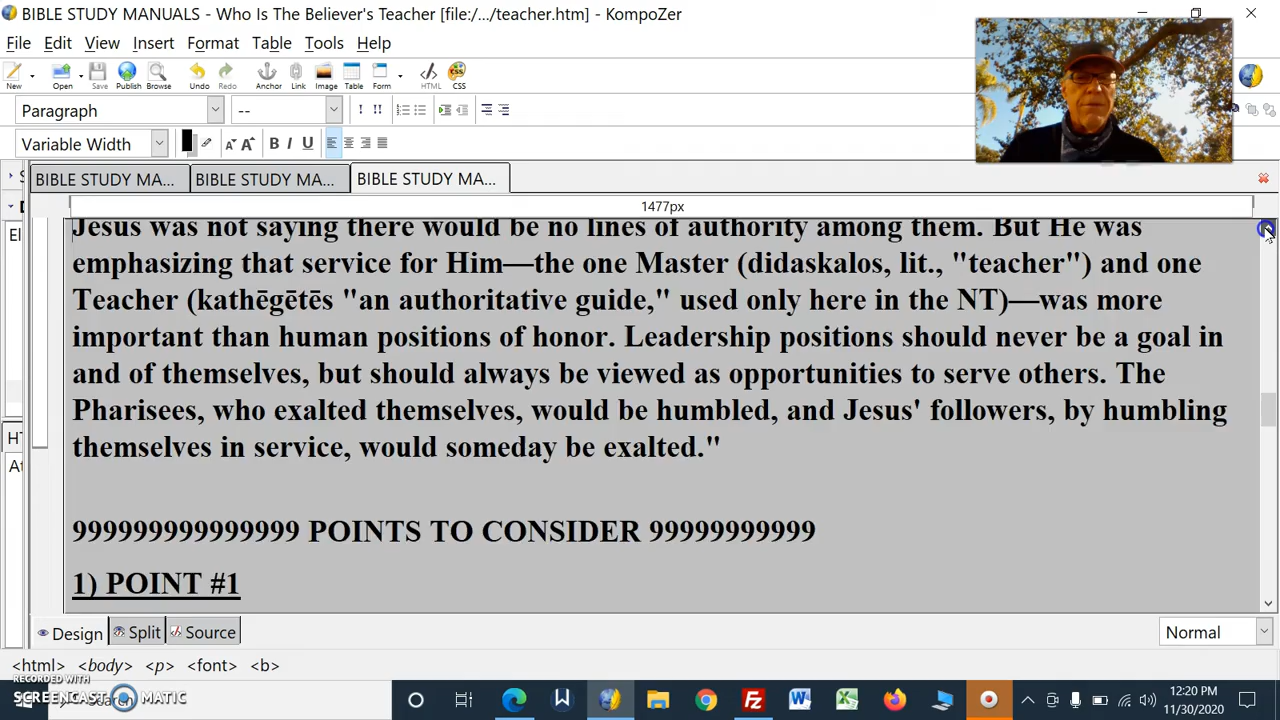 BIBLE STUDY MANUALS - Who Is The Believer's Teacher [file:/.../teacher.htm] - KompoZer
File Edit View Insert Format Table Tools Help
New Open Save Publish Browse Undo Redo Anchor Link Image Table Form HTML CSS
Paragraph --
Variable Width B I U
BIBLE STUDY MA... BIBLE STUDY MA... BIBLE STUDY MA...
1477px
Jesus was not saying there would be no lines of authority among them. But He was
emphasizing that service for Him—the one Master (didaskalos, lit., "teacher") and one
Teacher (kathēgētēs "an authoritative guide," used only here in the NT)—was more
important than human positions of honor. Leadership positions should never be a goal in
and of themselves, but should always be viewed as opportunities to serve others. The
Pharisees, who exalted themselves, would be humbled, and Jesus' followers, by humbling
themselves in service, would someday be exalted."
999999999999999 POINTS TO CONSIDER 99999999999
1) POINT #1
Design Split Source Normal
<html> <body> <p> <font> <b>
RECORDED WITH
SCREENCAST MATIC
12:20 PM
11/30/2020